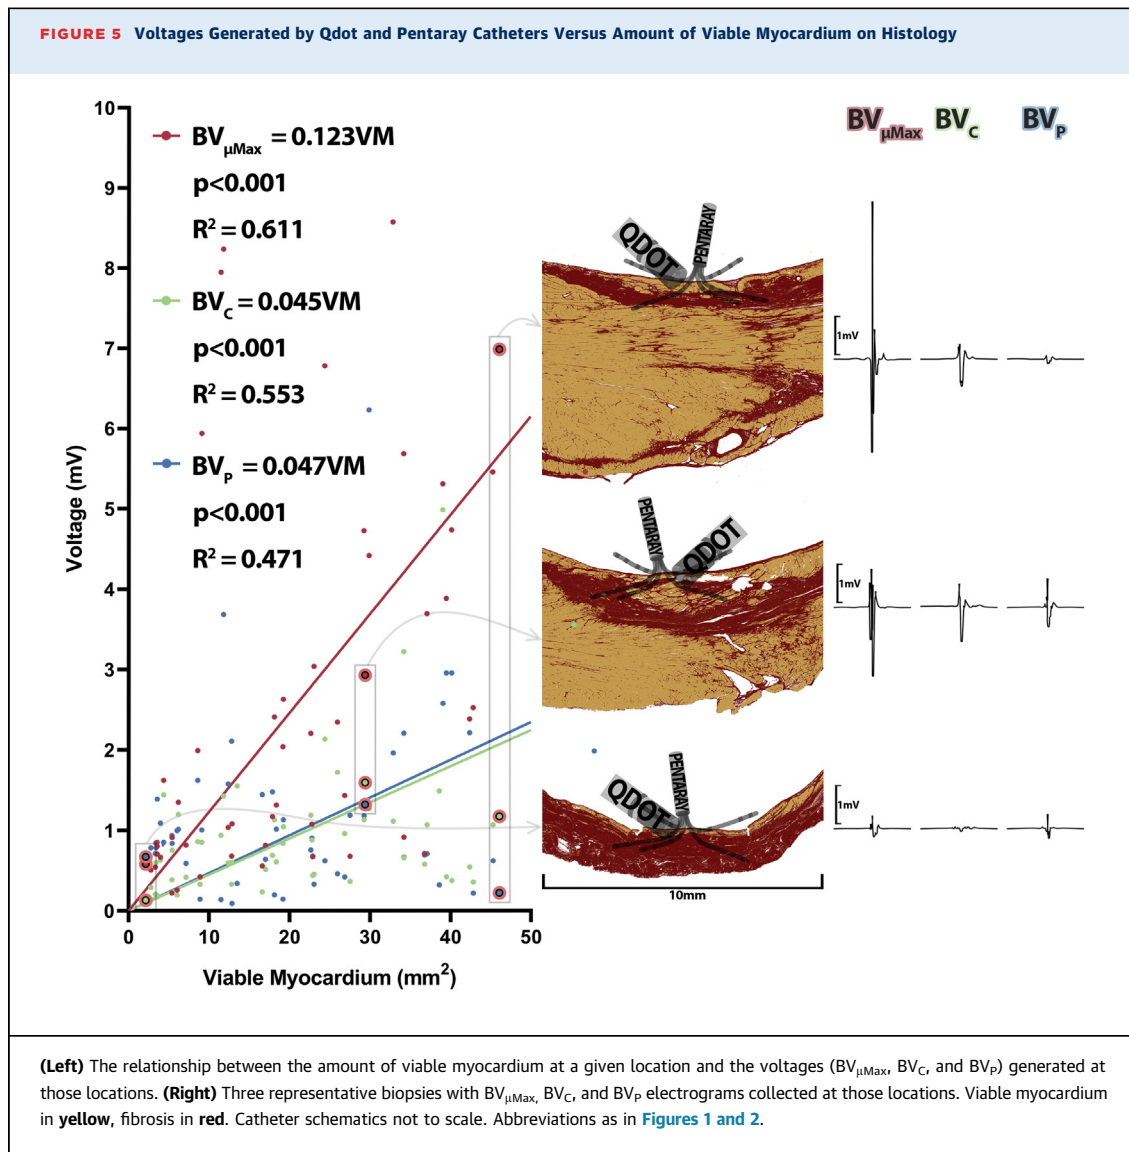 FIGURE 5 Voltages Generated by Qdot and Pentaray Catheters Versus Amount of Viable Myocardium on Histology
10
9
8
7
6
5
4
3
2
1
0
Voltage (mV)
BVμMax = 0.123VM
p<0.001
R² = 0.611
BVC = 0.045VM
p<0.001
R² = 0.553
BVP = 0.047VM
p<0.001
R² = 0.471
0 10 20 30 40 50
Viable Myocardium (mm²)
BVμMax BVC BVP
QDOT PENTARAY
1mV
PENTARAY QDOT
1mV
QDOT PENTARAY
1mV
10mm
(Left) The relationship between the amount of viable myocardium at a given location and the voltages (BVμMax, BVC, and BVP) generated at
those locations. (Right) Three representative biopsies with BVμMax, BVC, and BVP electrograms collected at those locations. Viable myocardium
in yellow, fibrosis in red. Catheter schematics not to scale. Abbreviations as in Figures 1 and 2.